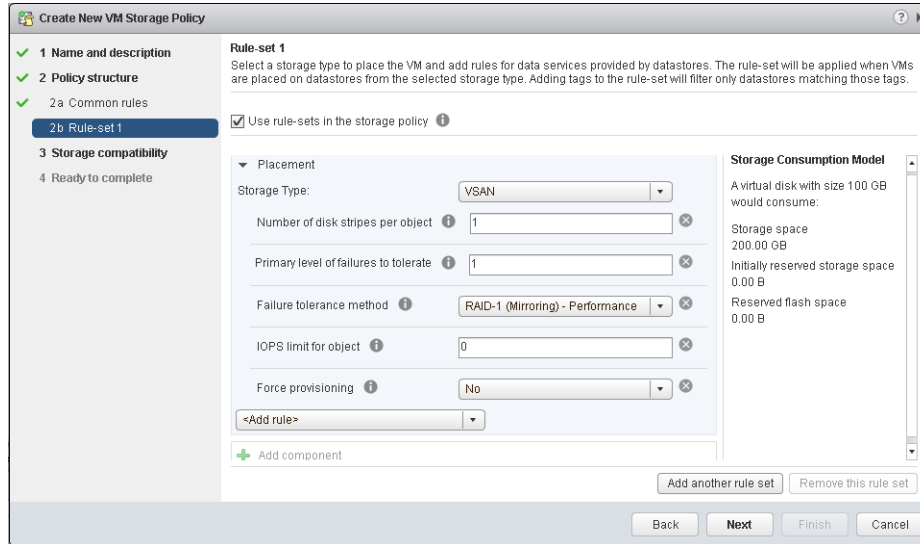 Create New VM Storage Policy
1 Name and description
2 Policy structure
2a Common rules
2b Rule-set 1
3 Storage compatibility
4 Ready to complete
Rule-set 1
Select a storage type to place the VM and add rules for data services provided by datastores. The rule-set will be applied when VMs
are placed on datastores from the selected storage type. Adding tags to the rule-set will filter only datastores matching those tags.
Use rule-sets in the storage policy
Placement
Storage Type: VSAN
Number of disk stripes per object 1
Primary level of failures to tolerate 1
Failure tolerance method RAID-1 (Mirroring) - Performance
IOPS limit for object 0
Force provisioning No
<Add rule>
Add component
Storage Consumption Model
A virtual disk with size 100 GB
would consume:
Storage space
200.00 GB
Initially reserved storage space
0.00 B
Reserved flash space
0.00 B
Add another rule set Remove this rule set
Back Next Finish Cancel